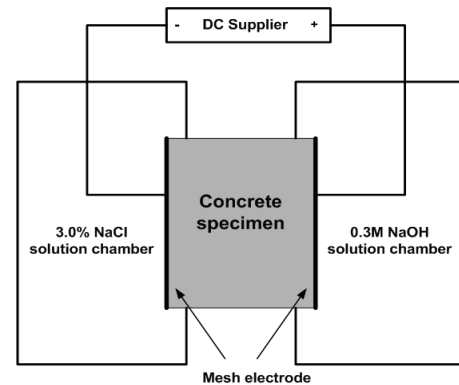 - DC Supplier +
Concrete
specimen
3.0% NaCl
solution chamber
0.3M NaOH
solution chamber
Mesh electrode